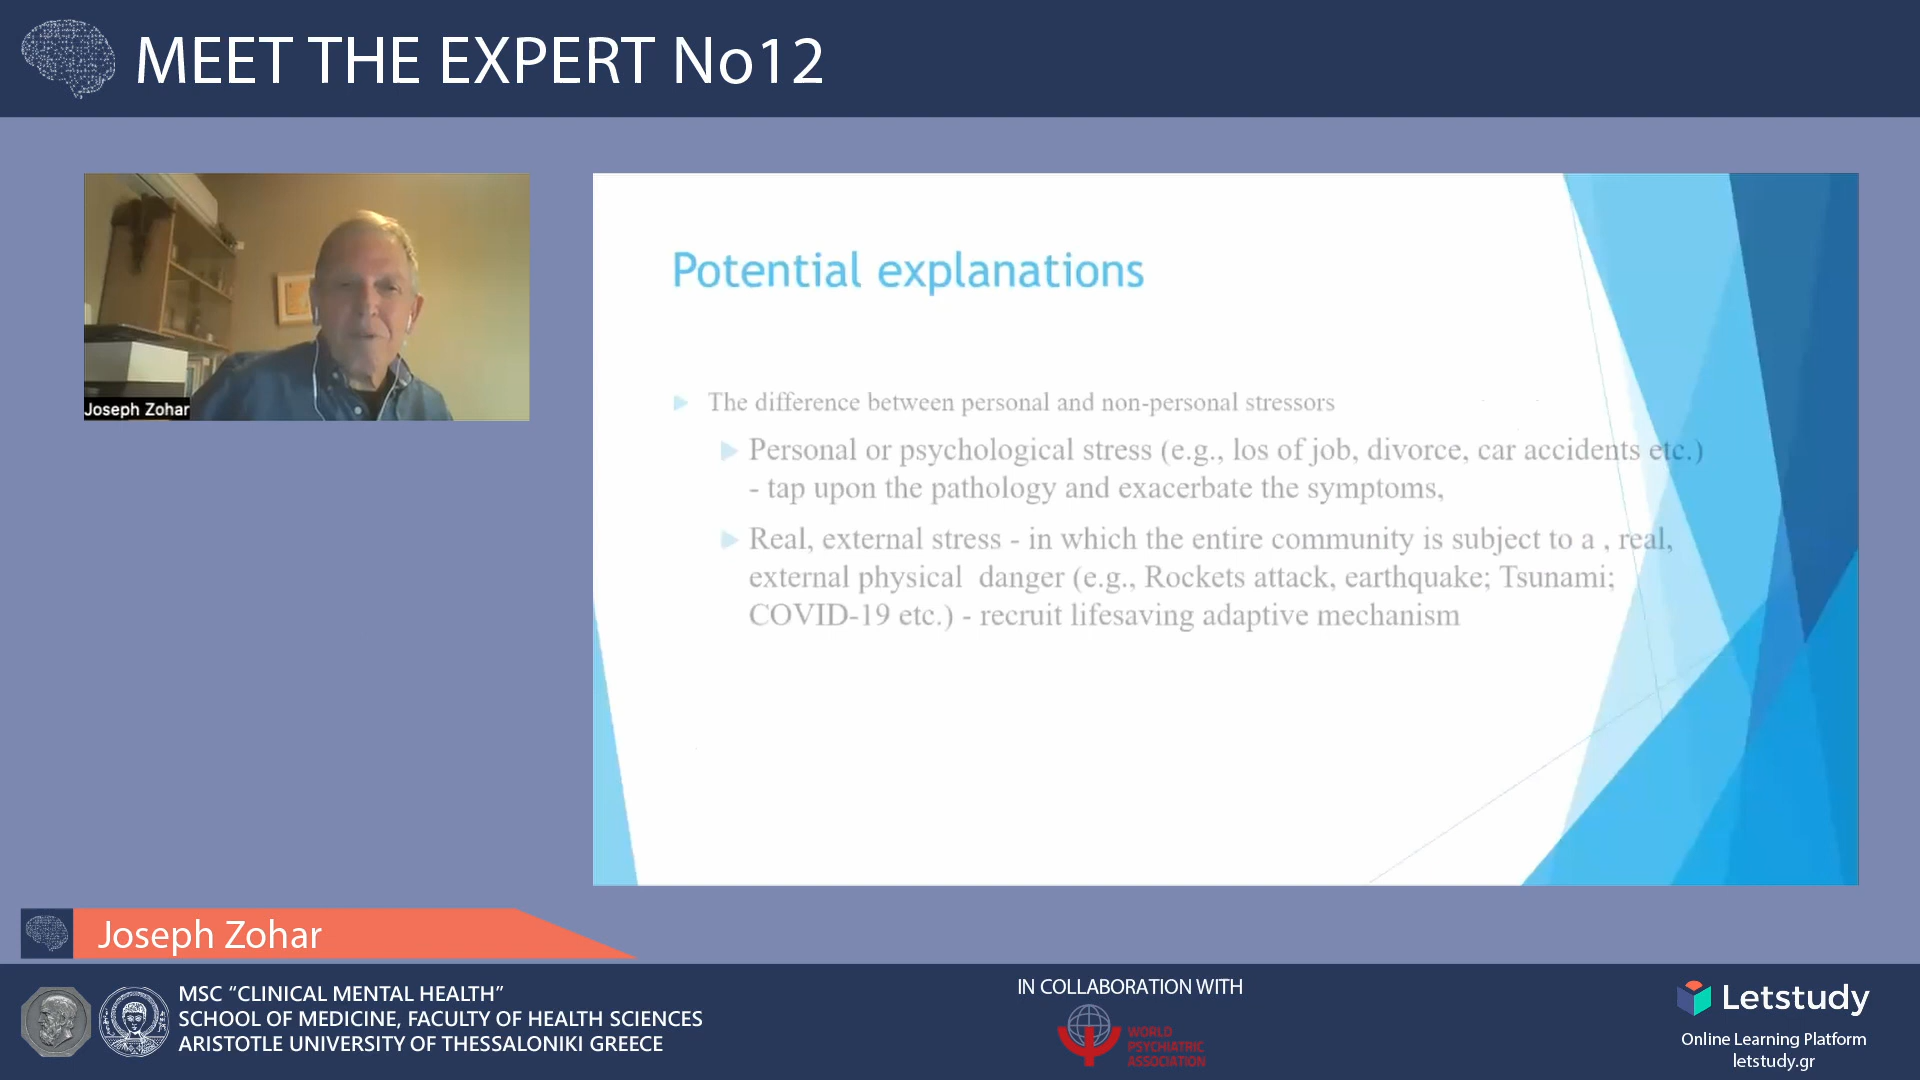 MEET THE EXPERT No12
Joseph Zohar
Potential explanations
The difference between personal and non-personal stressors
Personal or psychological stress (e.g., los of job, divorce, car accidents etc.)
- tap upon the pathology and exacerbate the symptoms,
Real, external stress - in which the entire community is subject to a , real,
external physical danger (e.g., Rockets attack, earthquake; Tsunami;
COVID-19 etc.) - recruit lifesaving adaptive mechanism
Joseph Zohar
MSC “CLINICAL MENTAL HEALTH”
SCHOOL OF MEDICINE, FACULTY OF HEALTH SCIENCES
ARISTOTLE UNIVERSITY OF THESSALONIKI GREECE
IN COLLABORATION WITH
WORLD
PSYCHIATRIC
ASSOCIATION
Letstudy
Online Learning Platform
letstudy.gr